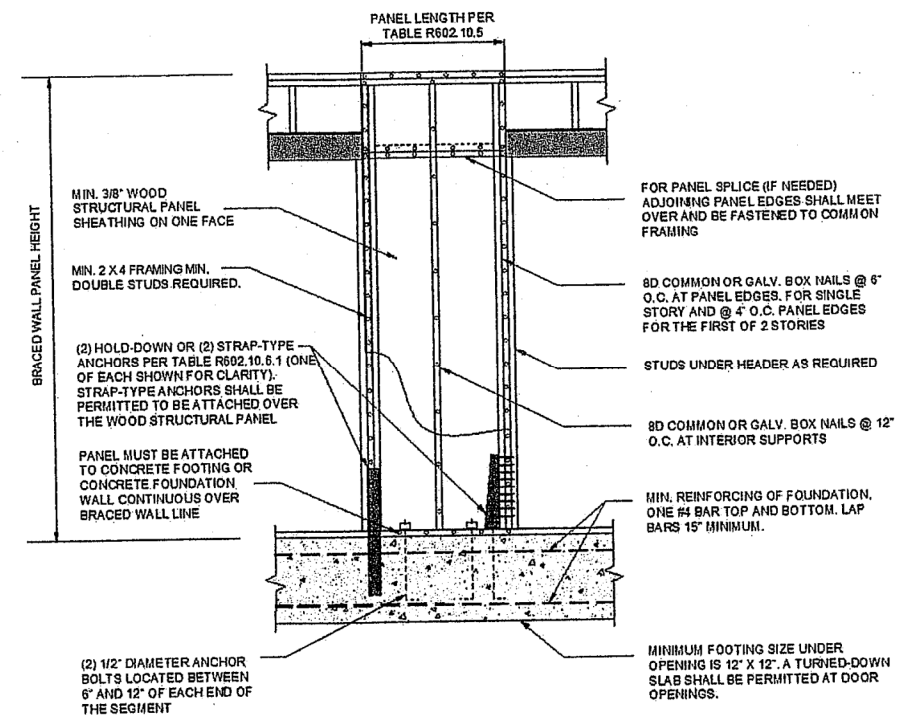 PANEL LENGTH PER
TABLE R602.10.5
BRACED WALL PANEL HEIGHT
MIN. 3/8" WOOD
STRUCTURAL PANEL
SHEATHING ON ONE FACE
MIN. 2 X 4 FRAMING MIN.
DOUBLE STUDS REQUIRED.
(2) HOLD-DOWN OR (2) STRAP-TYPE
ANCHORS PER TABLE R602.10.6.1 (ONE
OF EACH SHOWN FOR CLARITY).
STRAP-TYPE ANCHORS SHALL BE
PERMITTED TO BE ATTACHED OVER
THE WOOD STRUCTURAL PANEL
PANEL MUST BE ATTACHED
TO CONCRETE FOOTING OR
CONCRETE FOUNDATION
WALL CONTINUOUS OVER
BRACED WALL LINE
(2) 1/2" DIAMETER ANCHOR
BOLTS LOCATED BETWEEN
6" AND 12" OF EACH END OF
THE SEGMENT
FOR PANEL SPLICE (IF NEEDED)
ADJOINING PANEL EDGES SHALL MEET
OVER AND BE FASTENED TO COMMON
FRAMING
8D COMMON OR GALV. BOX NAILS @ 6"
O.C. AT PANEL EDGES. FOR SINGLE
STORY AND @ 4" O.C. PANEL EDGES
FOR THE FIRST OF 2 STORIES
STUDS UNDER HEADER AS REQUIRED
8D COMMON OR GALV. BOX NAILS @ 12"
O.C. AT INTERIOR SUPPORTS
MIN. REINFORCING OF FOUNDATION,
ONE #4 BAR TOP AND BOTTOM. LAP
BARS 15" MINIMUM.
MINIMUM FOOTING SIZE UNDER
OPENING IS 12" X 12". A TURNED-DOWN
SLAB SHALL BE PERMITTED AT DOOR
OPENINGS.